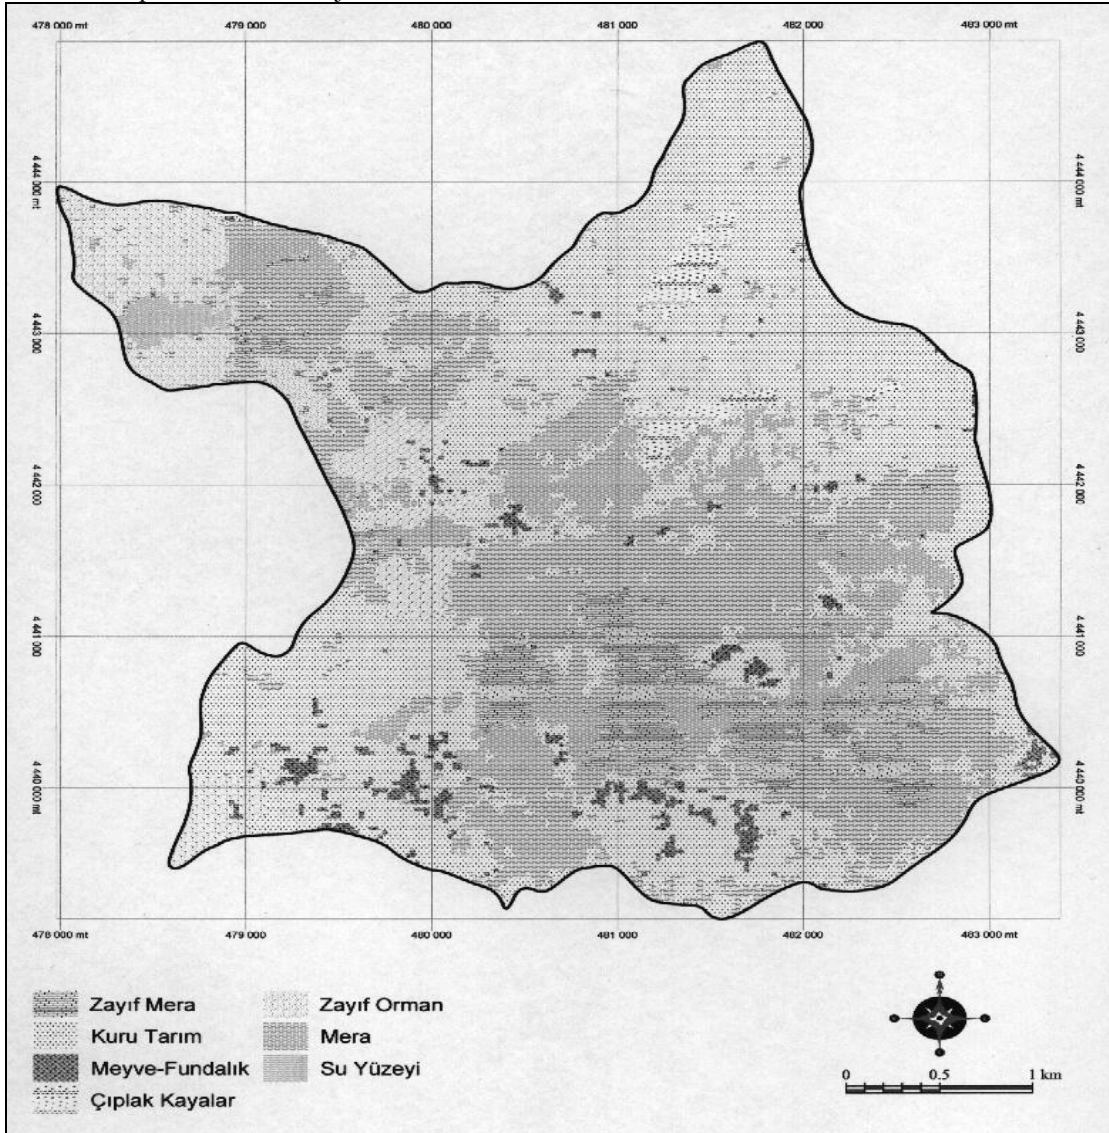 478 000 mt 479 000 480 000 481 000 482 000 483 000 mt
4 444 000 mt 4 444 000 mt
4 443 000 4 443 000
4 442 000 4 442 000
4 441 000 4 441 000
4 440 000 mt 4 440 000 mt
478 000 mt 479 000 480 000 481 000 482 000 483 000 mt
Zayıf Mera Zayıf Orman
Kuru Tarım Mera
Meyve-Fundalık Su Yüzeyi
Çıplak Kayalar
0 0.5 1 km